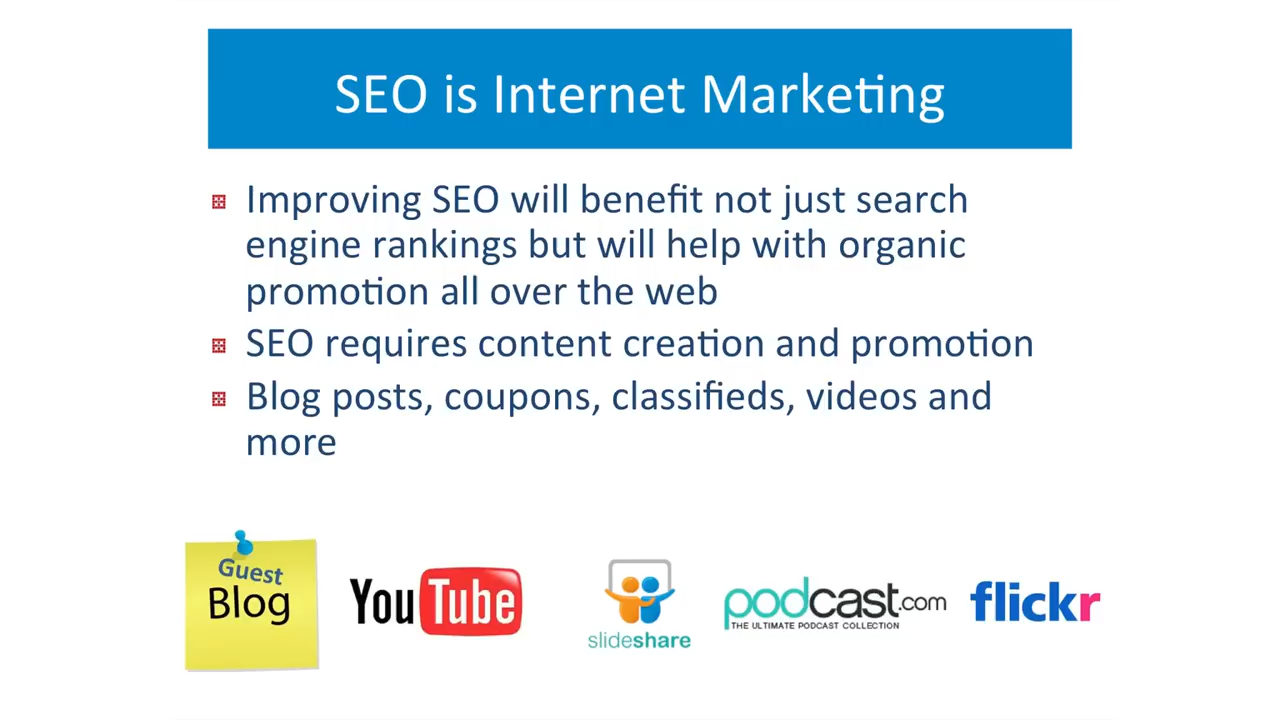 SEO is Internet Marketing
Improving SEO will benefit not just search
engine rankings but will help with organic
promotion all over the web
SEO requires content creation and promotion
Blog posts, coupons, classifieds, videos and
more
Guest
Blog
YouTube
slideshare
podcast.com
THE ULTIMATE PODCAST COLLECTION
flickr